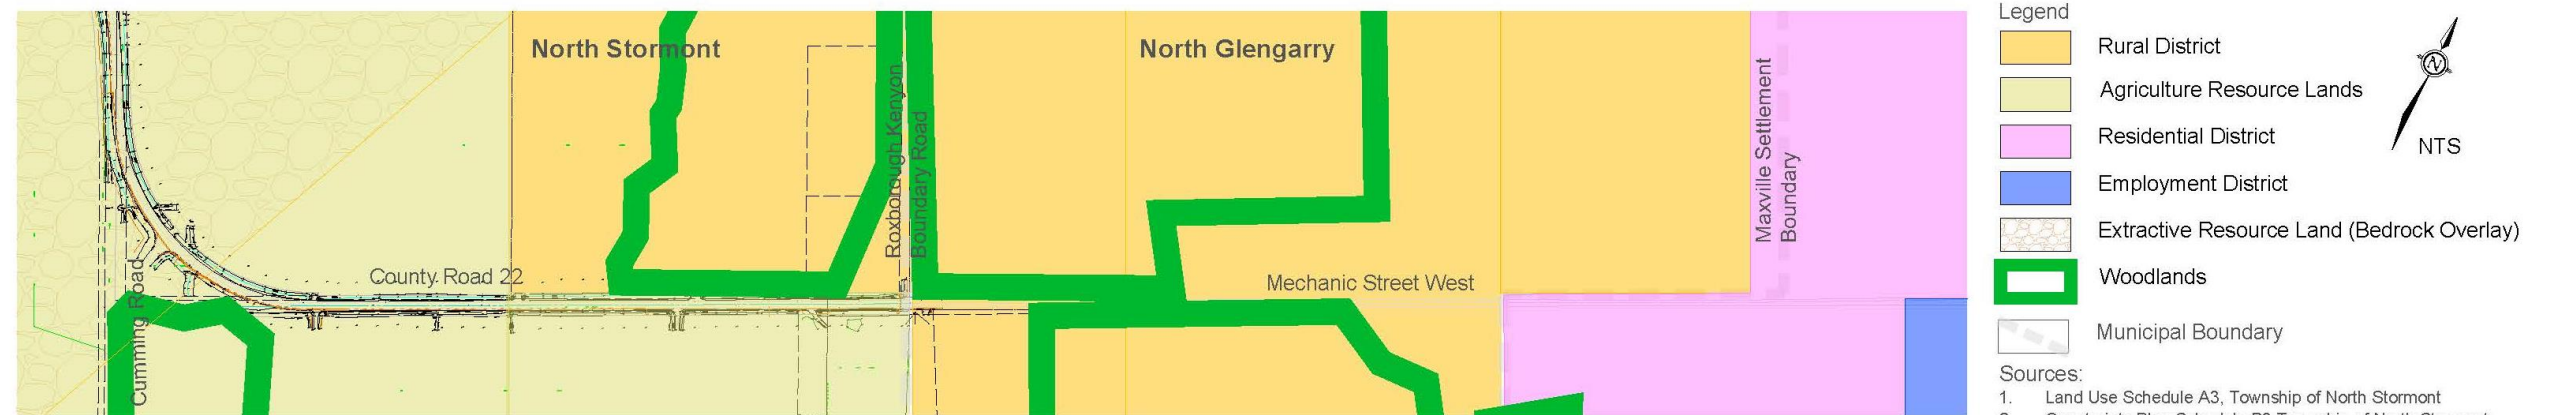 North Stormont
North Glengarry
Roxborough Kenyon
Boundary Road
Maxville Settlement
Boundary
County Road 22
Mechanic Street West
Cumming Road
Legend
Rural District
Agriculture Resource Lands
Residential District
Employment District
Extractive Resource Land (Bedrock Overlay)
Woodlands
Municipal Boundary
N
NTS
Sources:
1. Land Use Schedule A3, Township of North Stormont